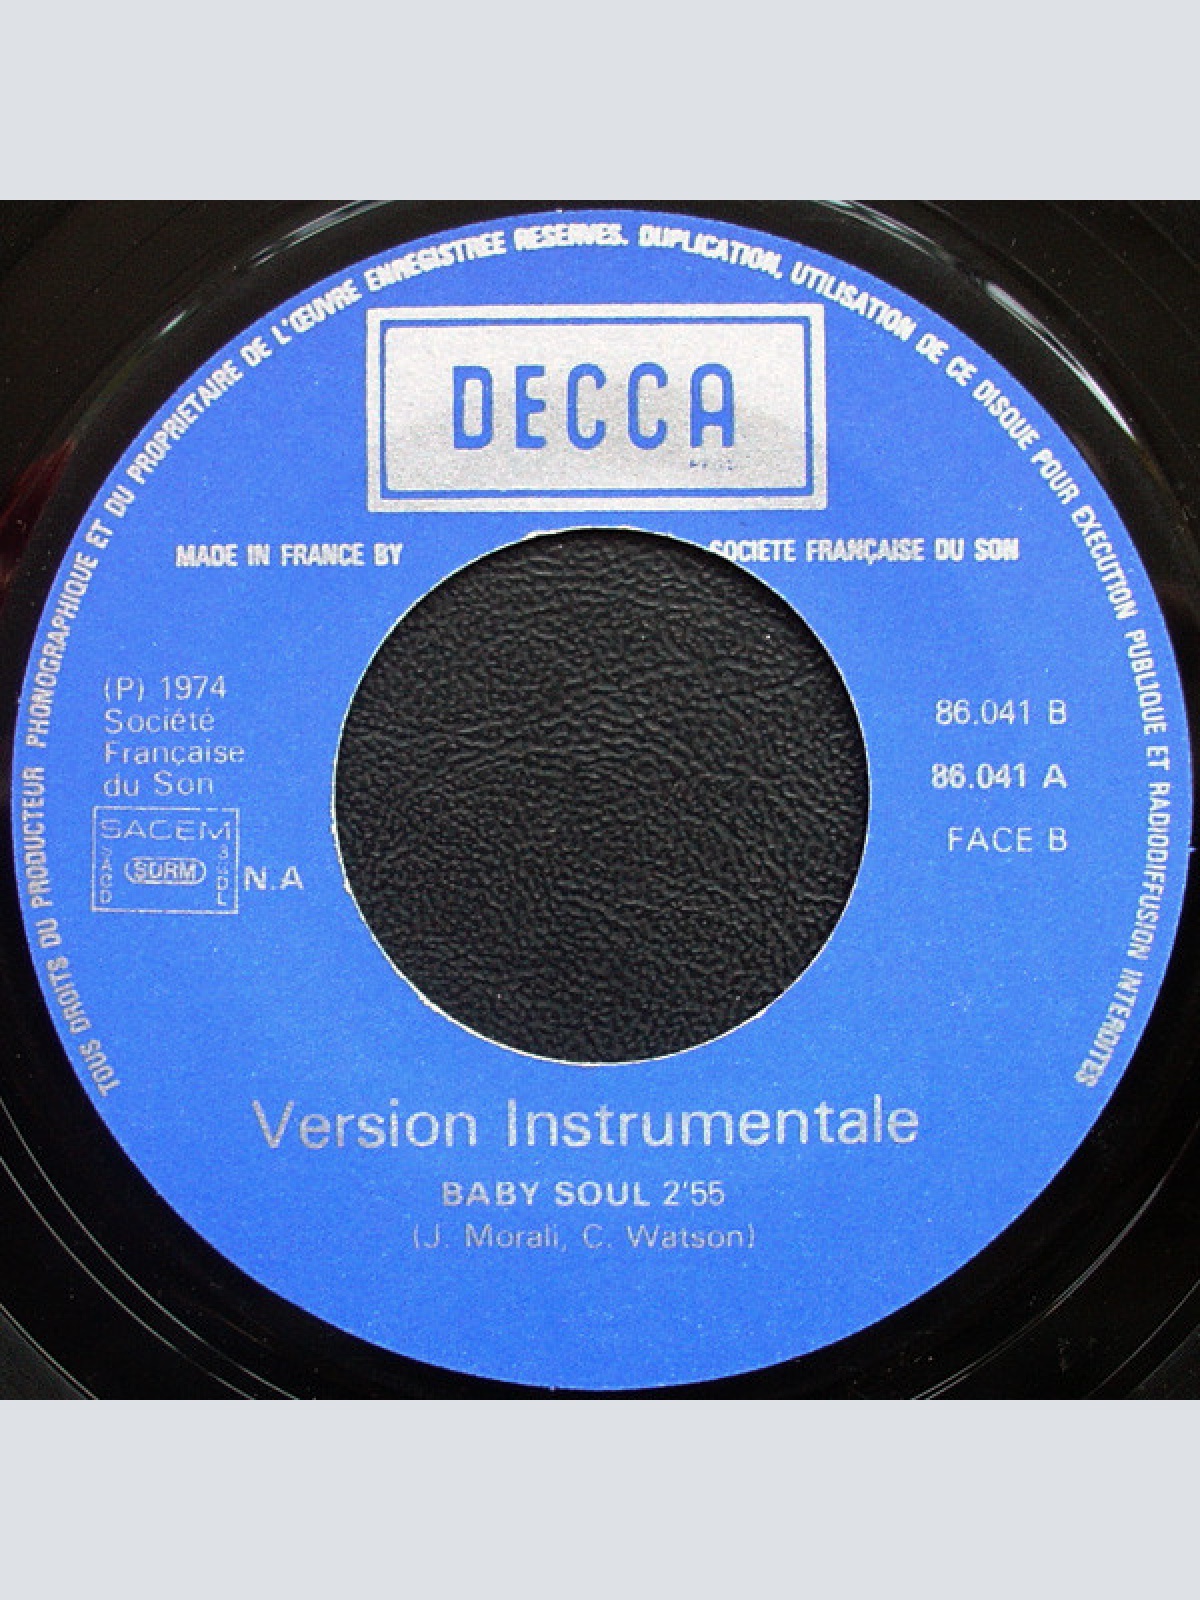 TOUS DROITS DU PRODUCTEUR PHONOGRAPHIQUE ET DU PROPRIETAIRE DE L'ŒUVRE ENREGISTREE RESERVES. DUPLICATION, UTILISATION DE CE DISQUE POUR EXECUTION PUBLIQUE ET RADIODIFFUSION INTERDITES
DECCA
MADE IN FRANCE BY SOCIETE FRANÇAISE DU SON
(P) 1974
Société
Française
du Son
SACEM
SACD SDRM SGDL
N.A
86.041 B
86.041 A
FACE B
Version Instrumentale
BABY SOUL 2'55
(J. Morali, C. Watson)